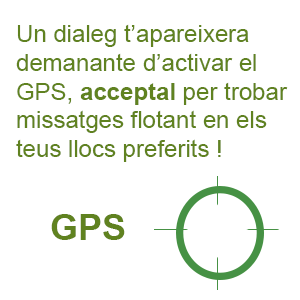 Un dialeg t’apareixera
demanante d’activar el
GPS, acceptal per trobar
missatges flotant en els
teus llocs preferits !
GPS